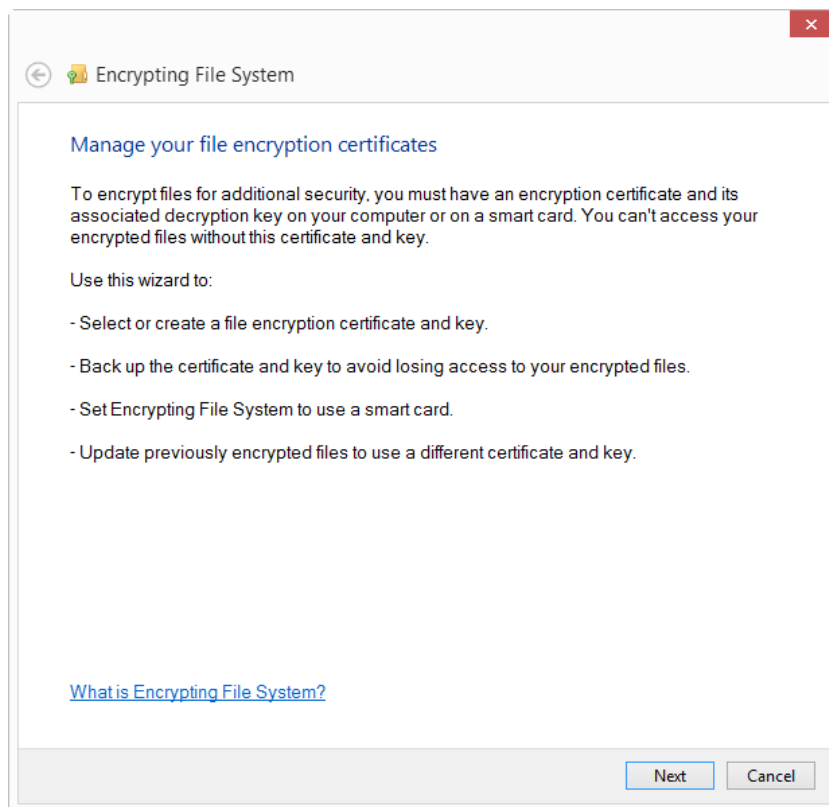 Encrypting File System
Manage your file encryption certificates
To encrypt files for additional security, you must have an encryption certificate and its
associated decryption key on your computer or on a smart card. You can't access your
encrypted files without this certificate and key.
Use this wizard to:
- Select or create a file encryption certificate and key.
- Back up the certificate and key to avoid losing access to your encrypted files.
- Set Encrypting File System to use a smart card.
- Update previously encrypted files to use a different certificate and key.
What is Encrypting File System?
Next Cancel